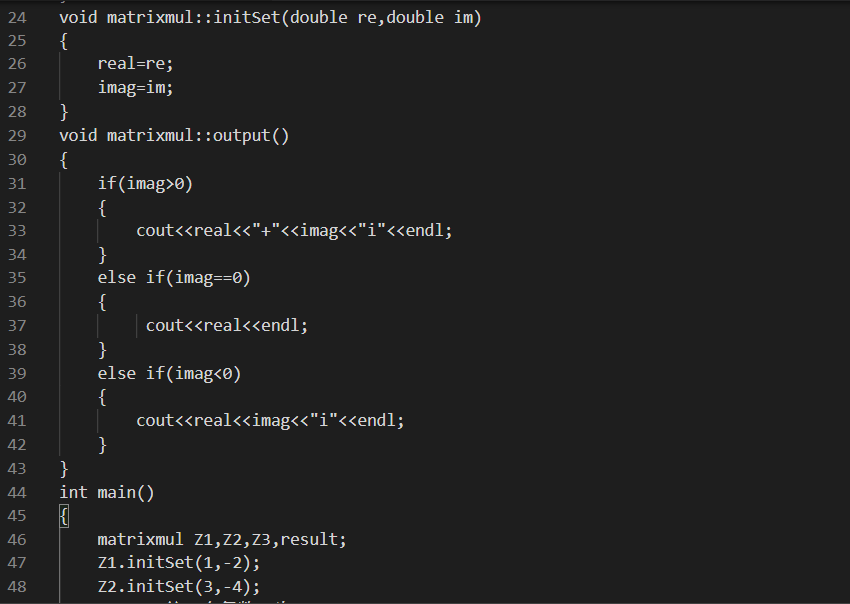 24 void matrixmul::initSet(double re,double im)
25 {
26 real=re;
27 imag=im;
28 }
29 void matrixmul::output()
30 {
31 if(imag>0)
32 {
33 cout<<real<<"+"<<imag<<"i"<<endl;
34 }
35 else if(imag==0)
36 {
37 cout<<real<<endl;
38 }
39 else if(imag<0)
40 {
41 cout<<real<<imag<<"i"<<endl;
42 }
43 }
44 int main()
45 {
46 matrixmul Z1,Z2,Z3,result;
47 Z1.initSet(1,-2);
48 Z2.initSet(3,-4);